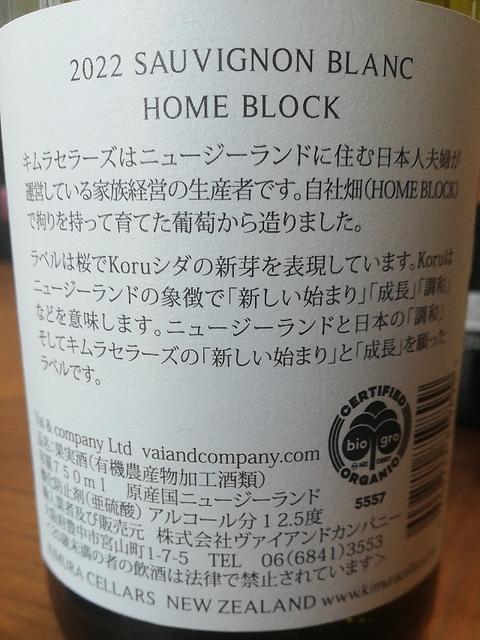 2022 SAUVIGNON BLANC
HOME BLOCK
キムラセラーズはニュージーランドに住む日本人夫婦が
運営している家族経営の生産者です。自社畑(HOME BLOCK)
で拘りを持って育てた葡萄から造りました。
ラベルは桜でKoruシダの新芽を表現しています。Koruは
ニュージーランドの象徴で「新しい始まり」「成長」「調和」
などを意味します。ニュージーランドと日本の「調和」
そしてキムラセラーズの「新しい始まり」と「成長」を願った
ラベルです。
Vai & company Ltd vaiandcompany.com
品名:果実酒(有機農産物加工酒類)
容量750ml 原産国ニュージーランド
酸化防止剤(亜硫酸) アルコール分12.5度
輸入業者及び販売元 株式会社ヴァイアンドカンパニー
大阪府豊中市宮山町1-7-5 TEL 06(6841)3553
<20歳未満の者の飲酒は法律で禁止されています>
KIMURA CELLARS NEW ZEALAND www.kimuracella
CERTIFIED
bio gro
NZ
ORGANIC
5557